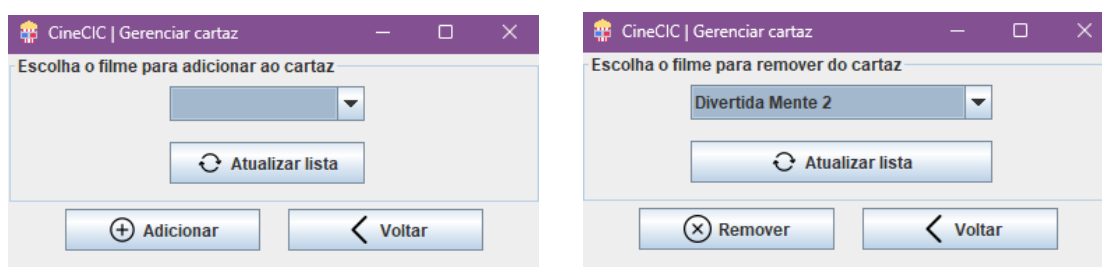 CineCIC | Gerenciar cartaz
Escolha o filme para adicionar ao cartaz
Atualizar lista
Adicionar
Voltar
CineCIC | Gerenciar cartaz
Escolha o filme para remover do cartaz
Divertida Mente 2
Atualizar lista
Remover
Voltar